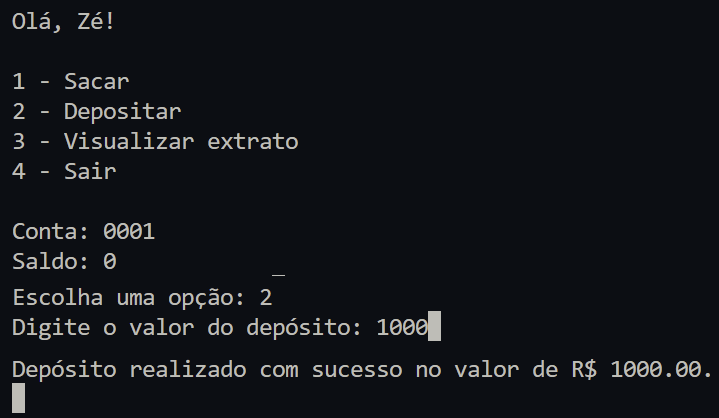 Olá, Zé!
1 - Sacar
2 - Depositar
3 - Visualizar extrato
4 - Sair
Conta: 0001
Saldo: 0
Escolha uma opção: 2
Digite o valor do depósito: 1000
Depósito realizado com sucesso no valor de R$ 1000.00.